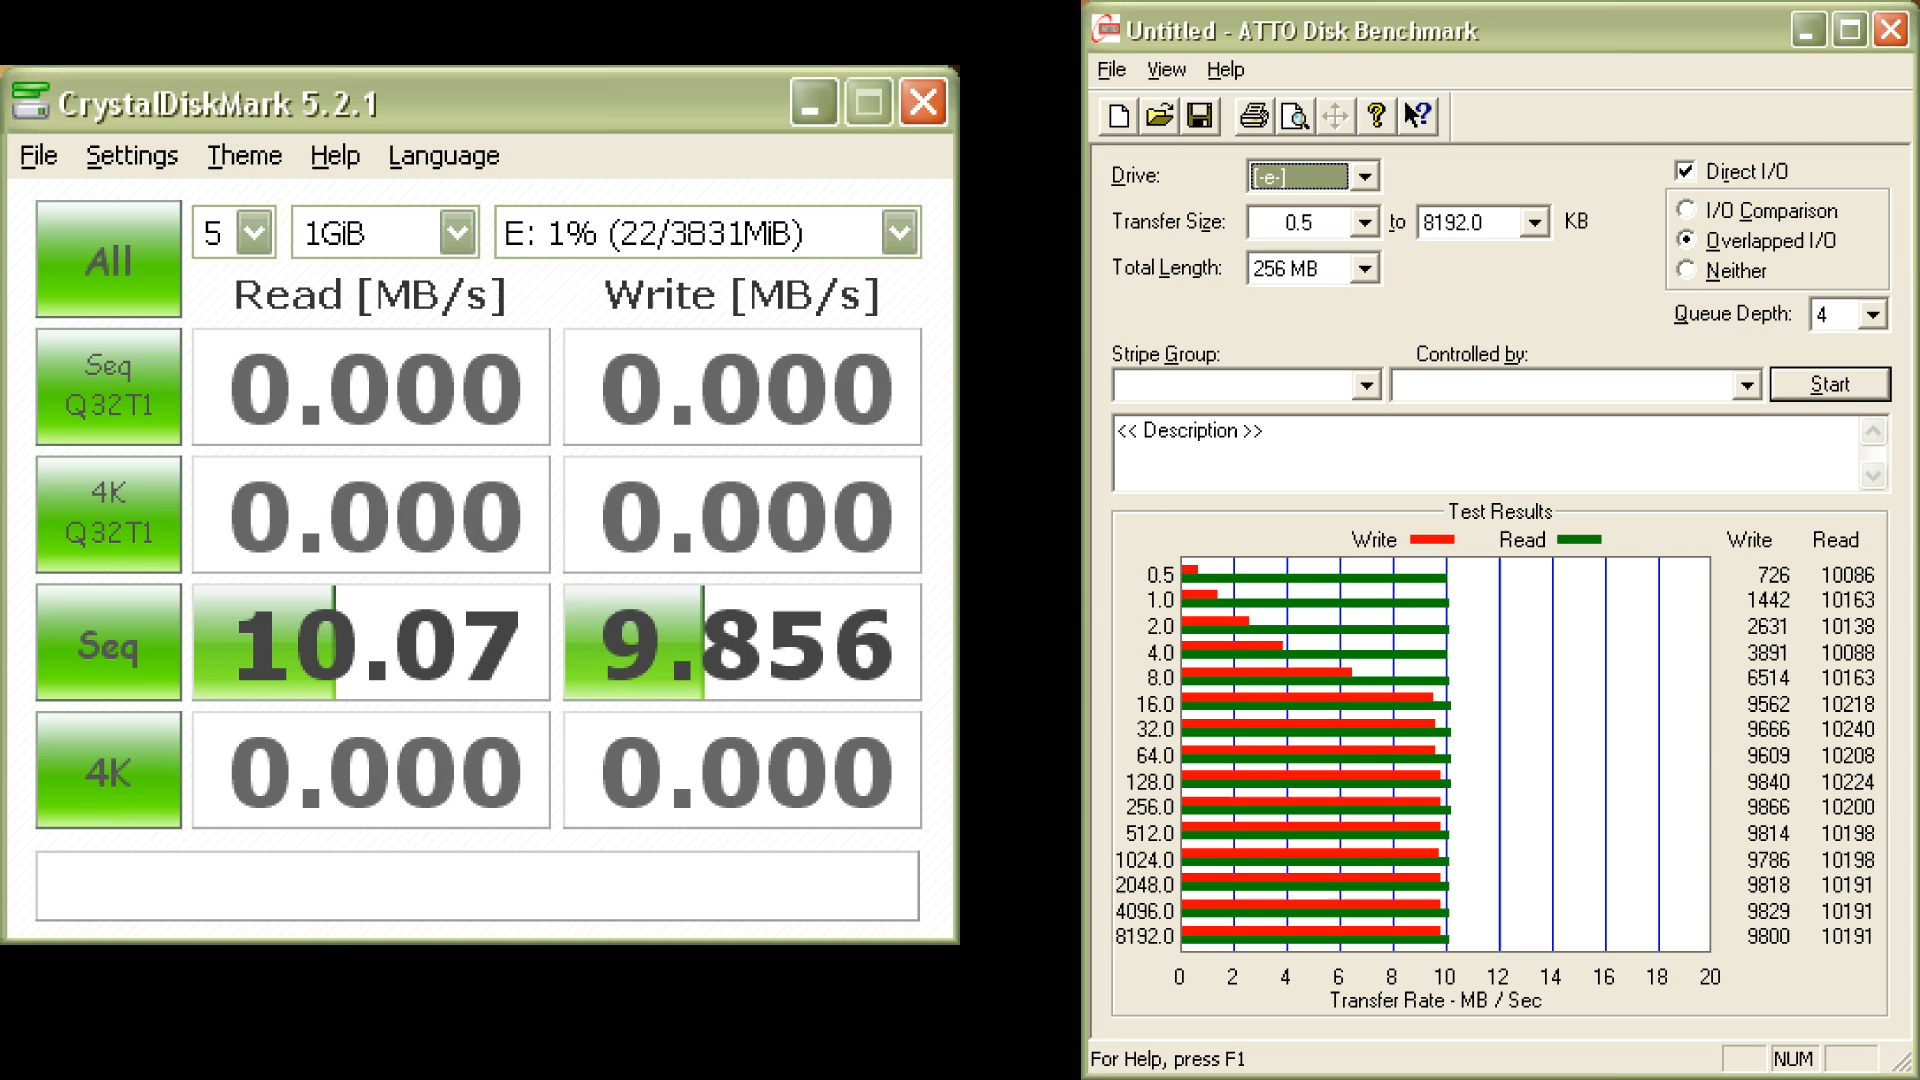 CrystalDiskMark 5.2.1
File Settings Theme Help Language
All 5 1GiB E: 1% (22/3831MiB)
Read [MB/s] Write [MB/s]
Seq
Q32T1 0.000 0.000
4K
Q32T1 0.000 0.000
Seq 10.07 9.856
4K 0.000 0.000
Untitled - ATTO Disk Benchmark
File View Help
Drive: [-e-] Direct I/O
Transfer Size: 0.5 to 8192.0 KB
I/O Comparison
Overlapped I/O
Total Length: 256 MB
Neither
Queue Depth: 4
Stripe Group: Controlled by:
Start
<< Description >>
Test Results
Write Read Write Read
0.5 726 10086
1.0 1442 10163
2.0 2631 10138
4.0 3891 10088
8.0 6514 10163
16.0 9562 10218
32.0 9666 10240
64.0 9609 10208
128.0 9840 10224
256.0 9866 10200
512.0 9814 10198
1024.0 9786 10198
2048.0 9818 10191
4096.0 9829 10191
8192.0 9800 10191
0 2 4 6 8 10 12 14 16 18 20
Transfer Rate - MB / Sec
For Help, press F1 NUM